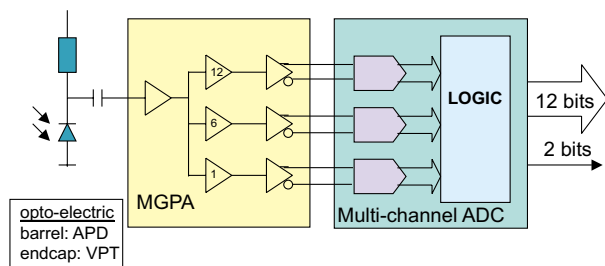 12
6
1
MGPA
LOGIC
Multi-channel ADC
12 bits
2 bits
opto-electric
barrel: APD
endcap: VPT